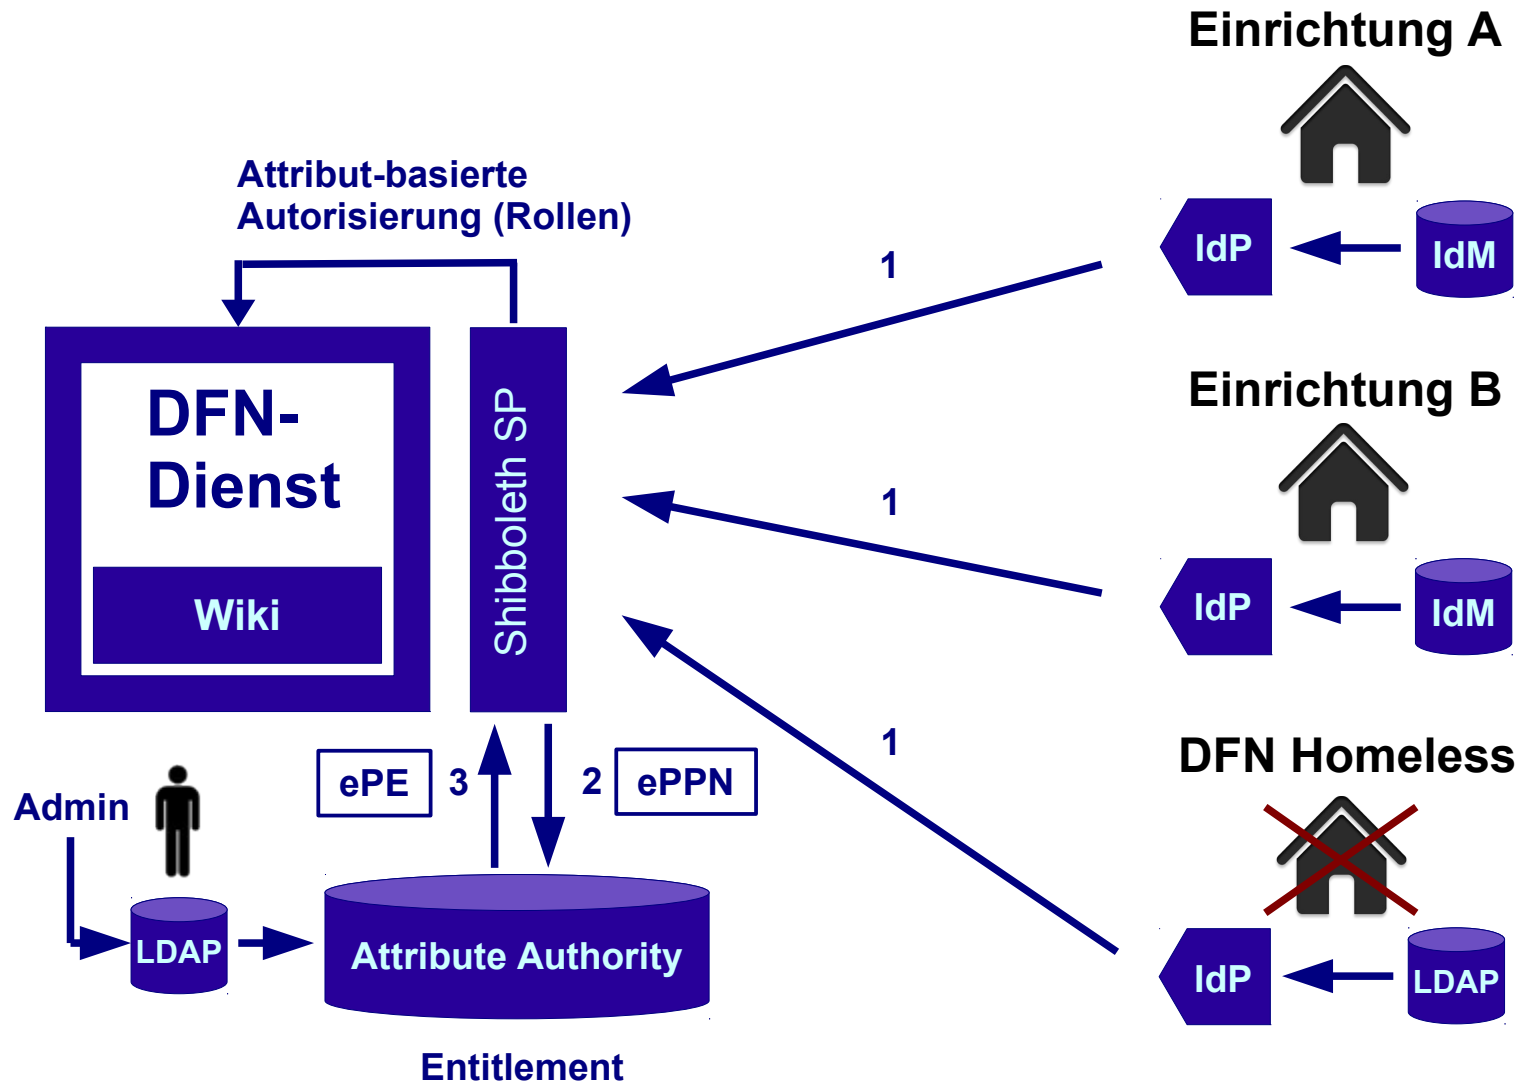 Einrichtung A
Attribut-basierte
Autorisierung (Rollen)
IdP
IdM
1
DFN-
Dienst
Wiki
Shibboleth SP
Einrichtung B
1
IdP
IdM
1
DFN Homeless
ePE
3
2
ePPN
Admin
LDAP
Attribute Authority
IdP
LDAP
Entitlement